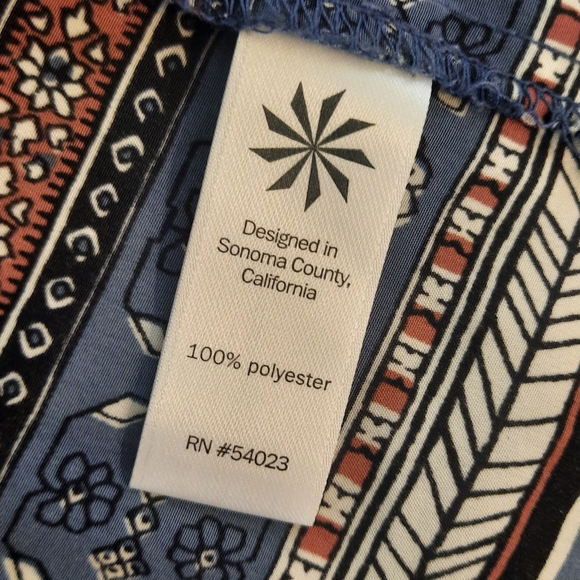 Designed in
Sonoma County,
California
100% polyester
RN #54023